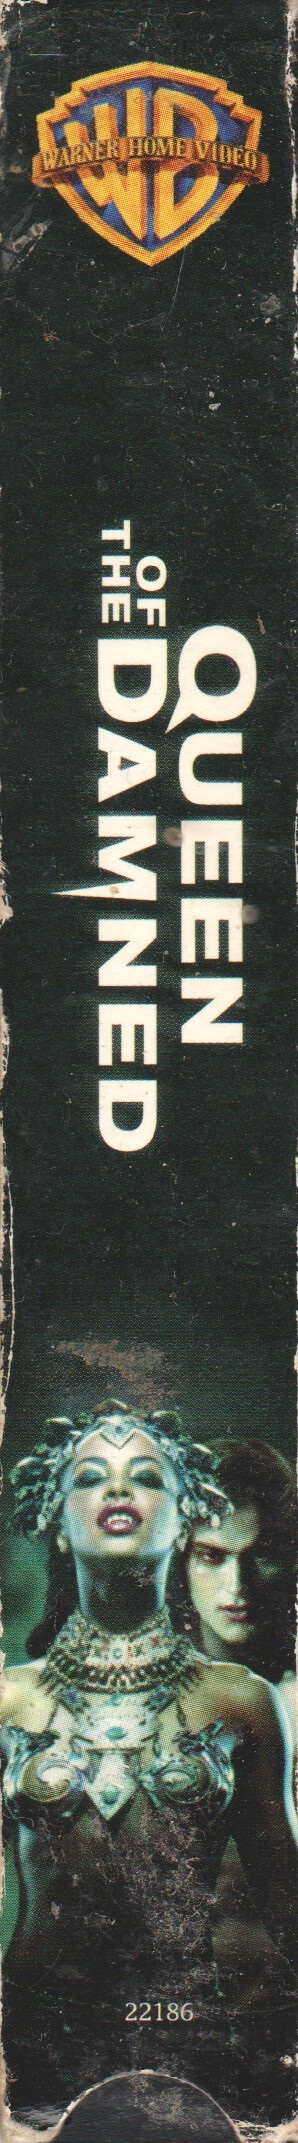 WB
WARNER HOME VIDEO
QUEEN
OF
THE
DAMNED
22186